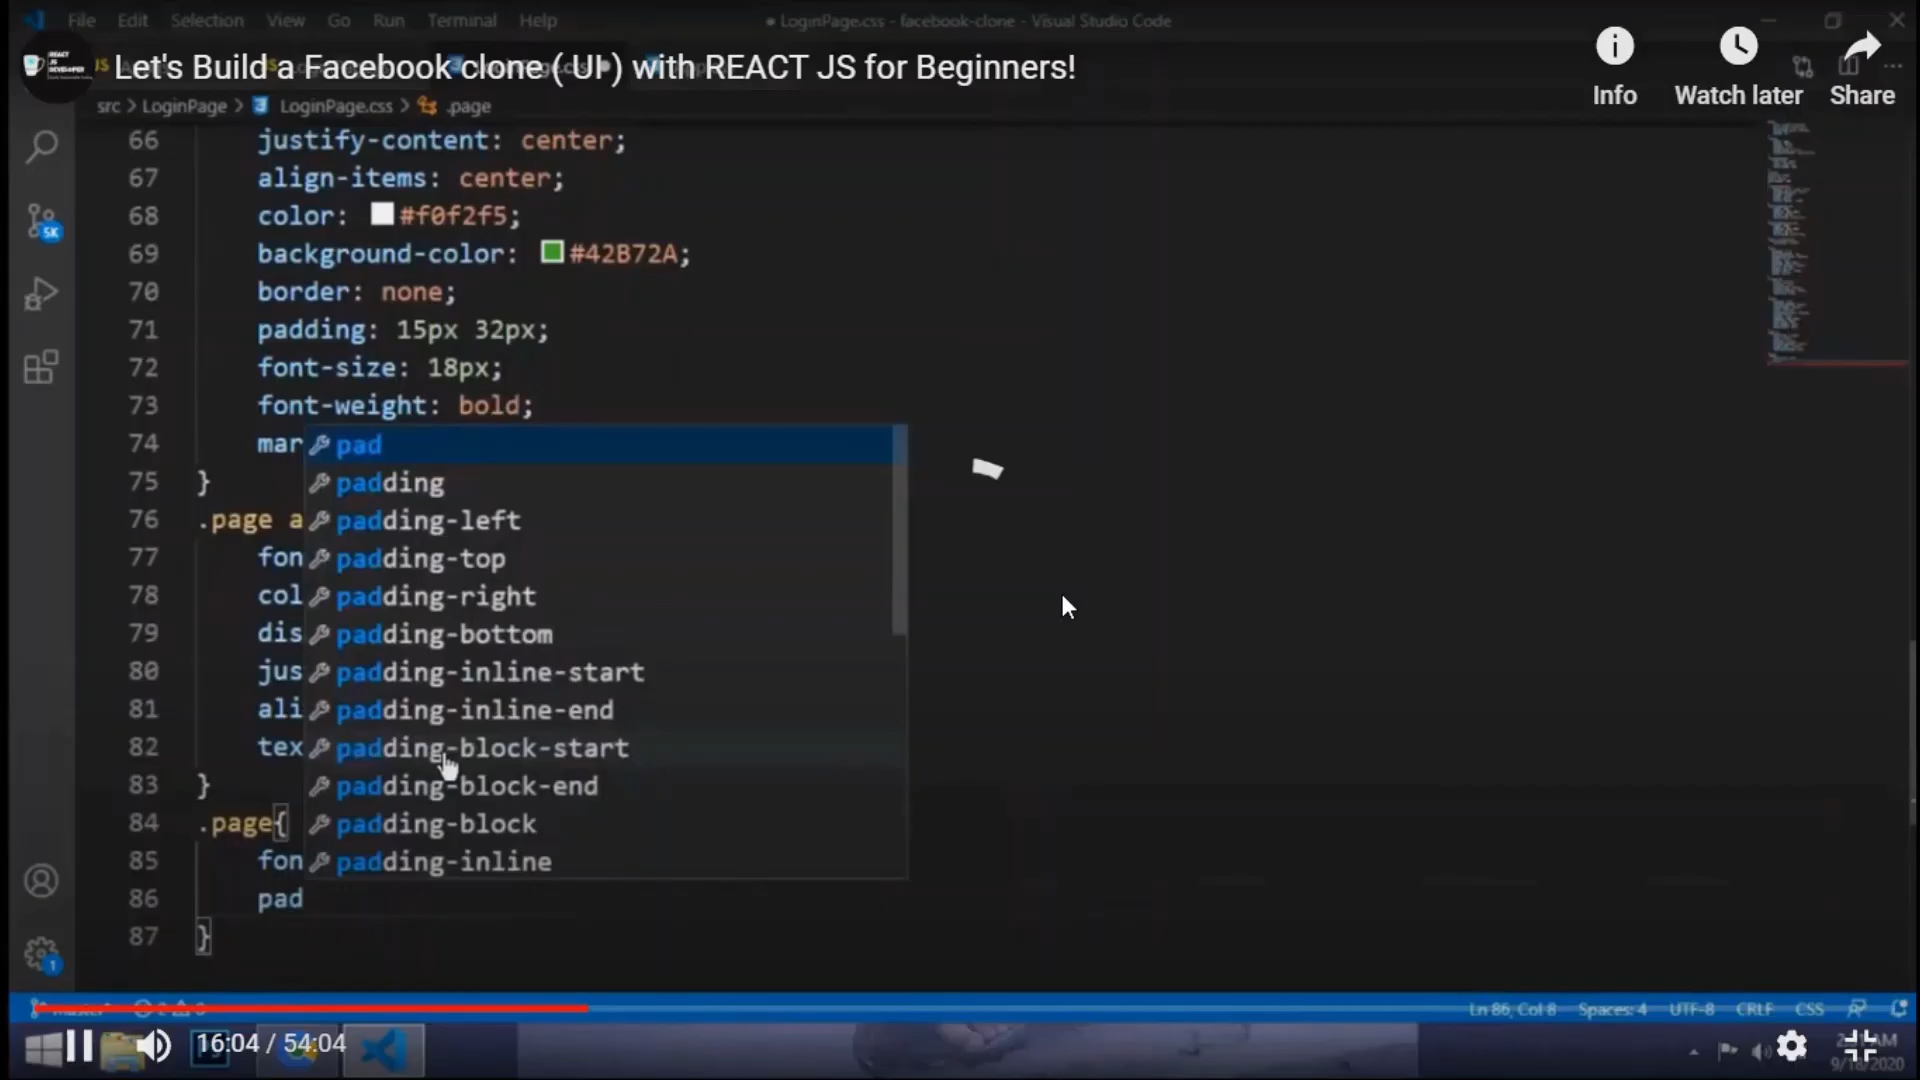 File Edit Selection View Go Run Terminal Help
● LoginPage.css - facebook-clone - Visual Studio Code
Let's Build a Facebook clone ( UI ) with REACT JS for Beginners!
Info
Watch later
Share
src > LoginPage > LoginPage.css > .page
66 justify-content: center;
67 align-items: center;
68 color: #f0f2f5;
69 background-color: #42B72A;
70 border: none;
71 padding: 15px 32px;
72 font-size: 18px;
73 font-weight: bold;
74 mar pad
75 } padding
76 .page a padding-left
77 fon padding-top
78 col padding-right
79 dis padding-bottom
80 jus padding-inline-start
81 ali padding-inline-end
82 tex padding-block-start
83 } padding-block-end
84 .page{ padding-block
85 fon padding-inline
86 pad
87 }
5K
1
Ln 86, Col 8 Spaces: 4 UTF-8 CRLF CSS
16:04 / 54:04